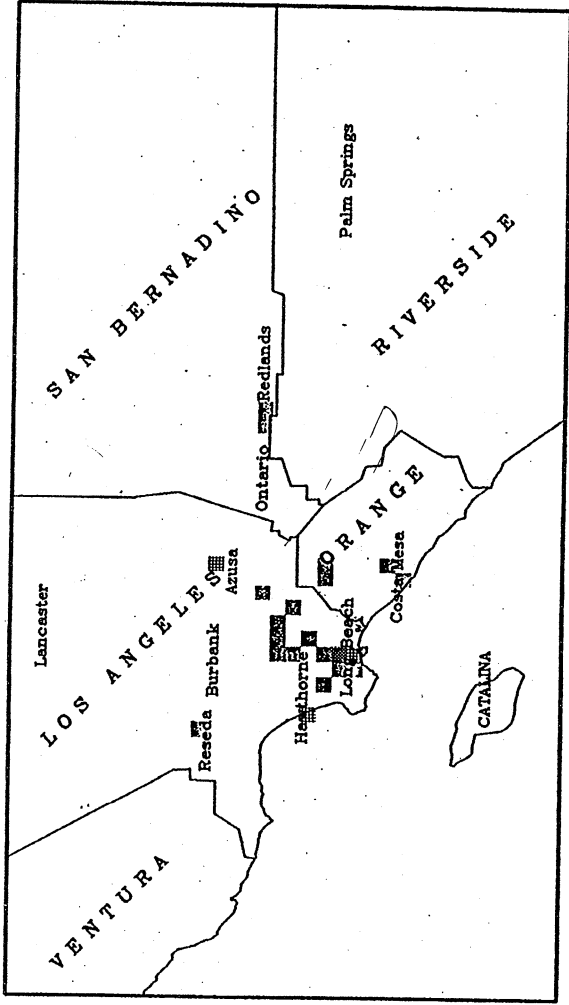 SAN BERNADINO
LOS ANGELES
Lancaster
VENTURA
Reseda
Burbank
Azusa
Ontario
Redlands
Palm Springs
RIVERSIDE
Hawthorne
Long Beach
ORANGE
Costa Mesa
CATALINA